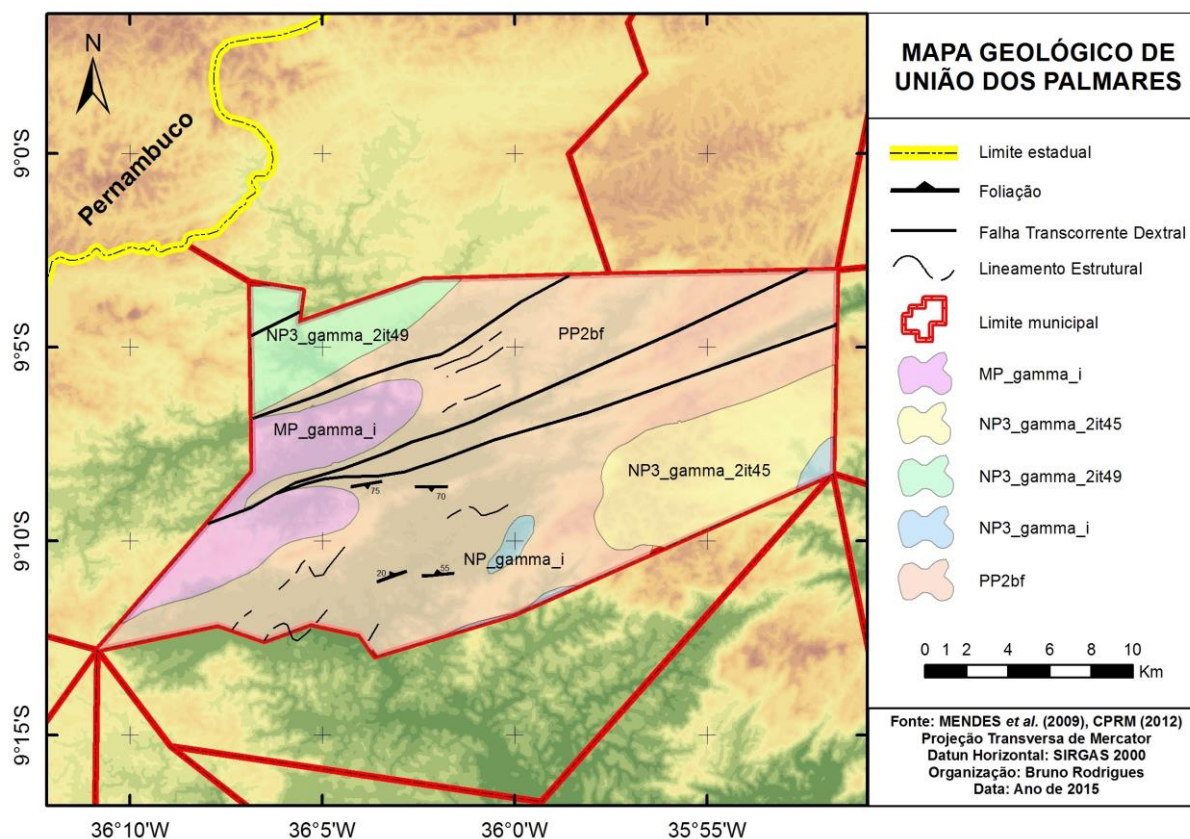 MAPA GEOLÓGICO DE
UNIÃO DOS PALMARES
Limite estadual
Foliação
Falha Transcorrente Dextral
Lineamento Estrutural
Limite municipal
MP_gamma_i
NP3_gamma_2it45
NP3_gamma_2it49
NP3_gamma_i
PP2bf
0 1 2 4 6 8 10
Km
Fonte: MENDES et al. (2009), CPRM (2012)
Projeção Transversa de Mercator
Datun Horizontal: SIRGAS 2000
Organização: Bruno Rodrigues
Data: Ano de 2015
N
Pernambuco
NP3_gamma_2it49
PP2bf
MP_gamma_i
NP3_gamma_2it45
75
70
NP_gamma_i
20
55
9°0'S
9°5'S
9°10'S
9°15'S
36°10'W
36°5'W
36°0'W
35°55'W